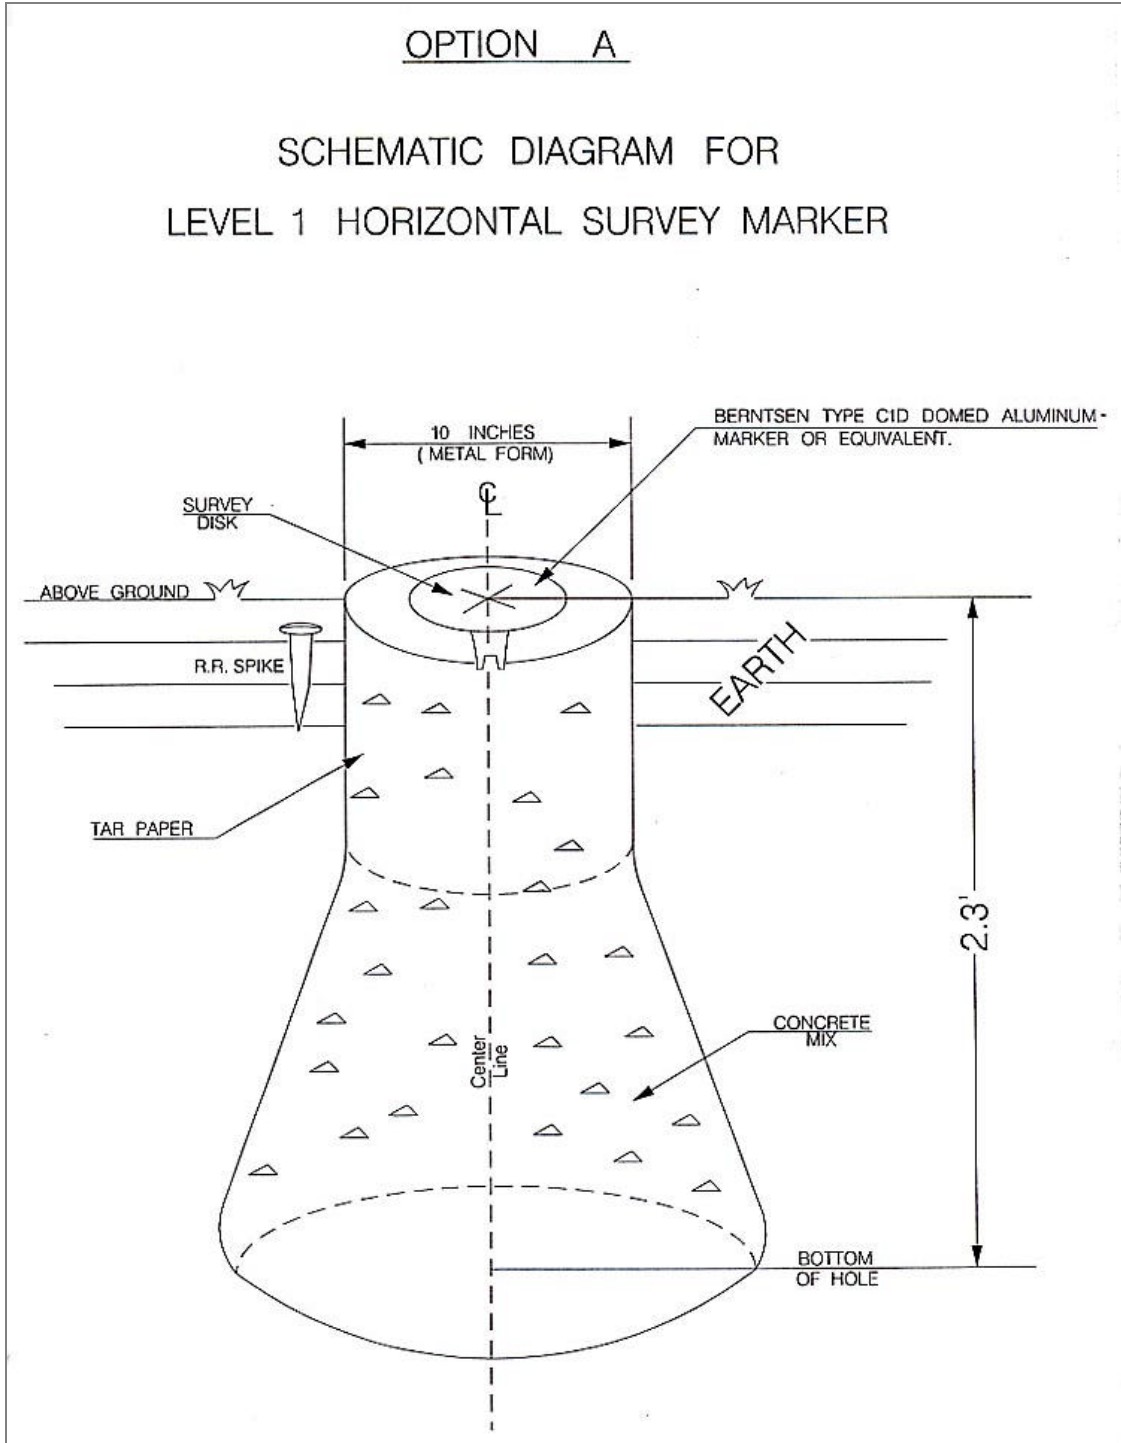 OPTION A
SCHEMATIC DIAGRAM FOR
LEVEL 1 HORIZONTAL SURVEY MARKER
BERNTSEN TYPE C1D DOMED ALUMINUM-
MARKER OR EQUIVALENT.
10 INCHES
( METAL FORM)
℄
SURVEY
DISK
ABOVE GROUND
R.R. SPIKE
EARTH
TAR PAPER
2.3'
CONCRETE
MIX
Center
Line
BOTTOM
OF HOLE